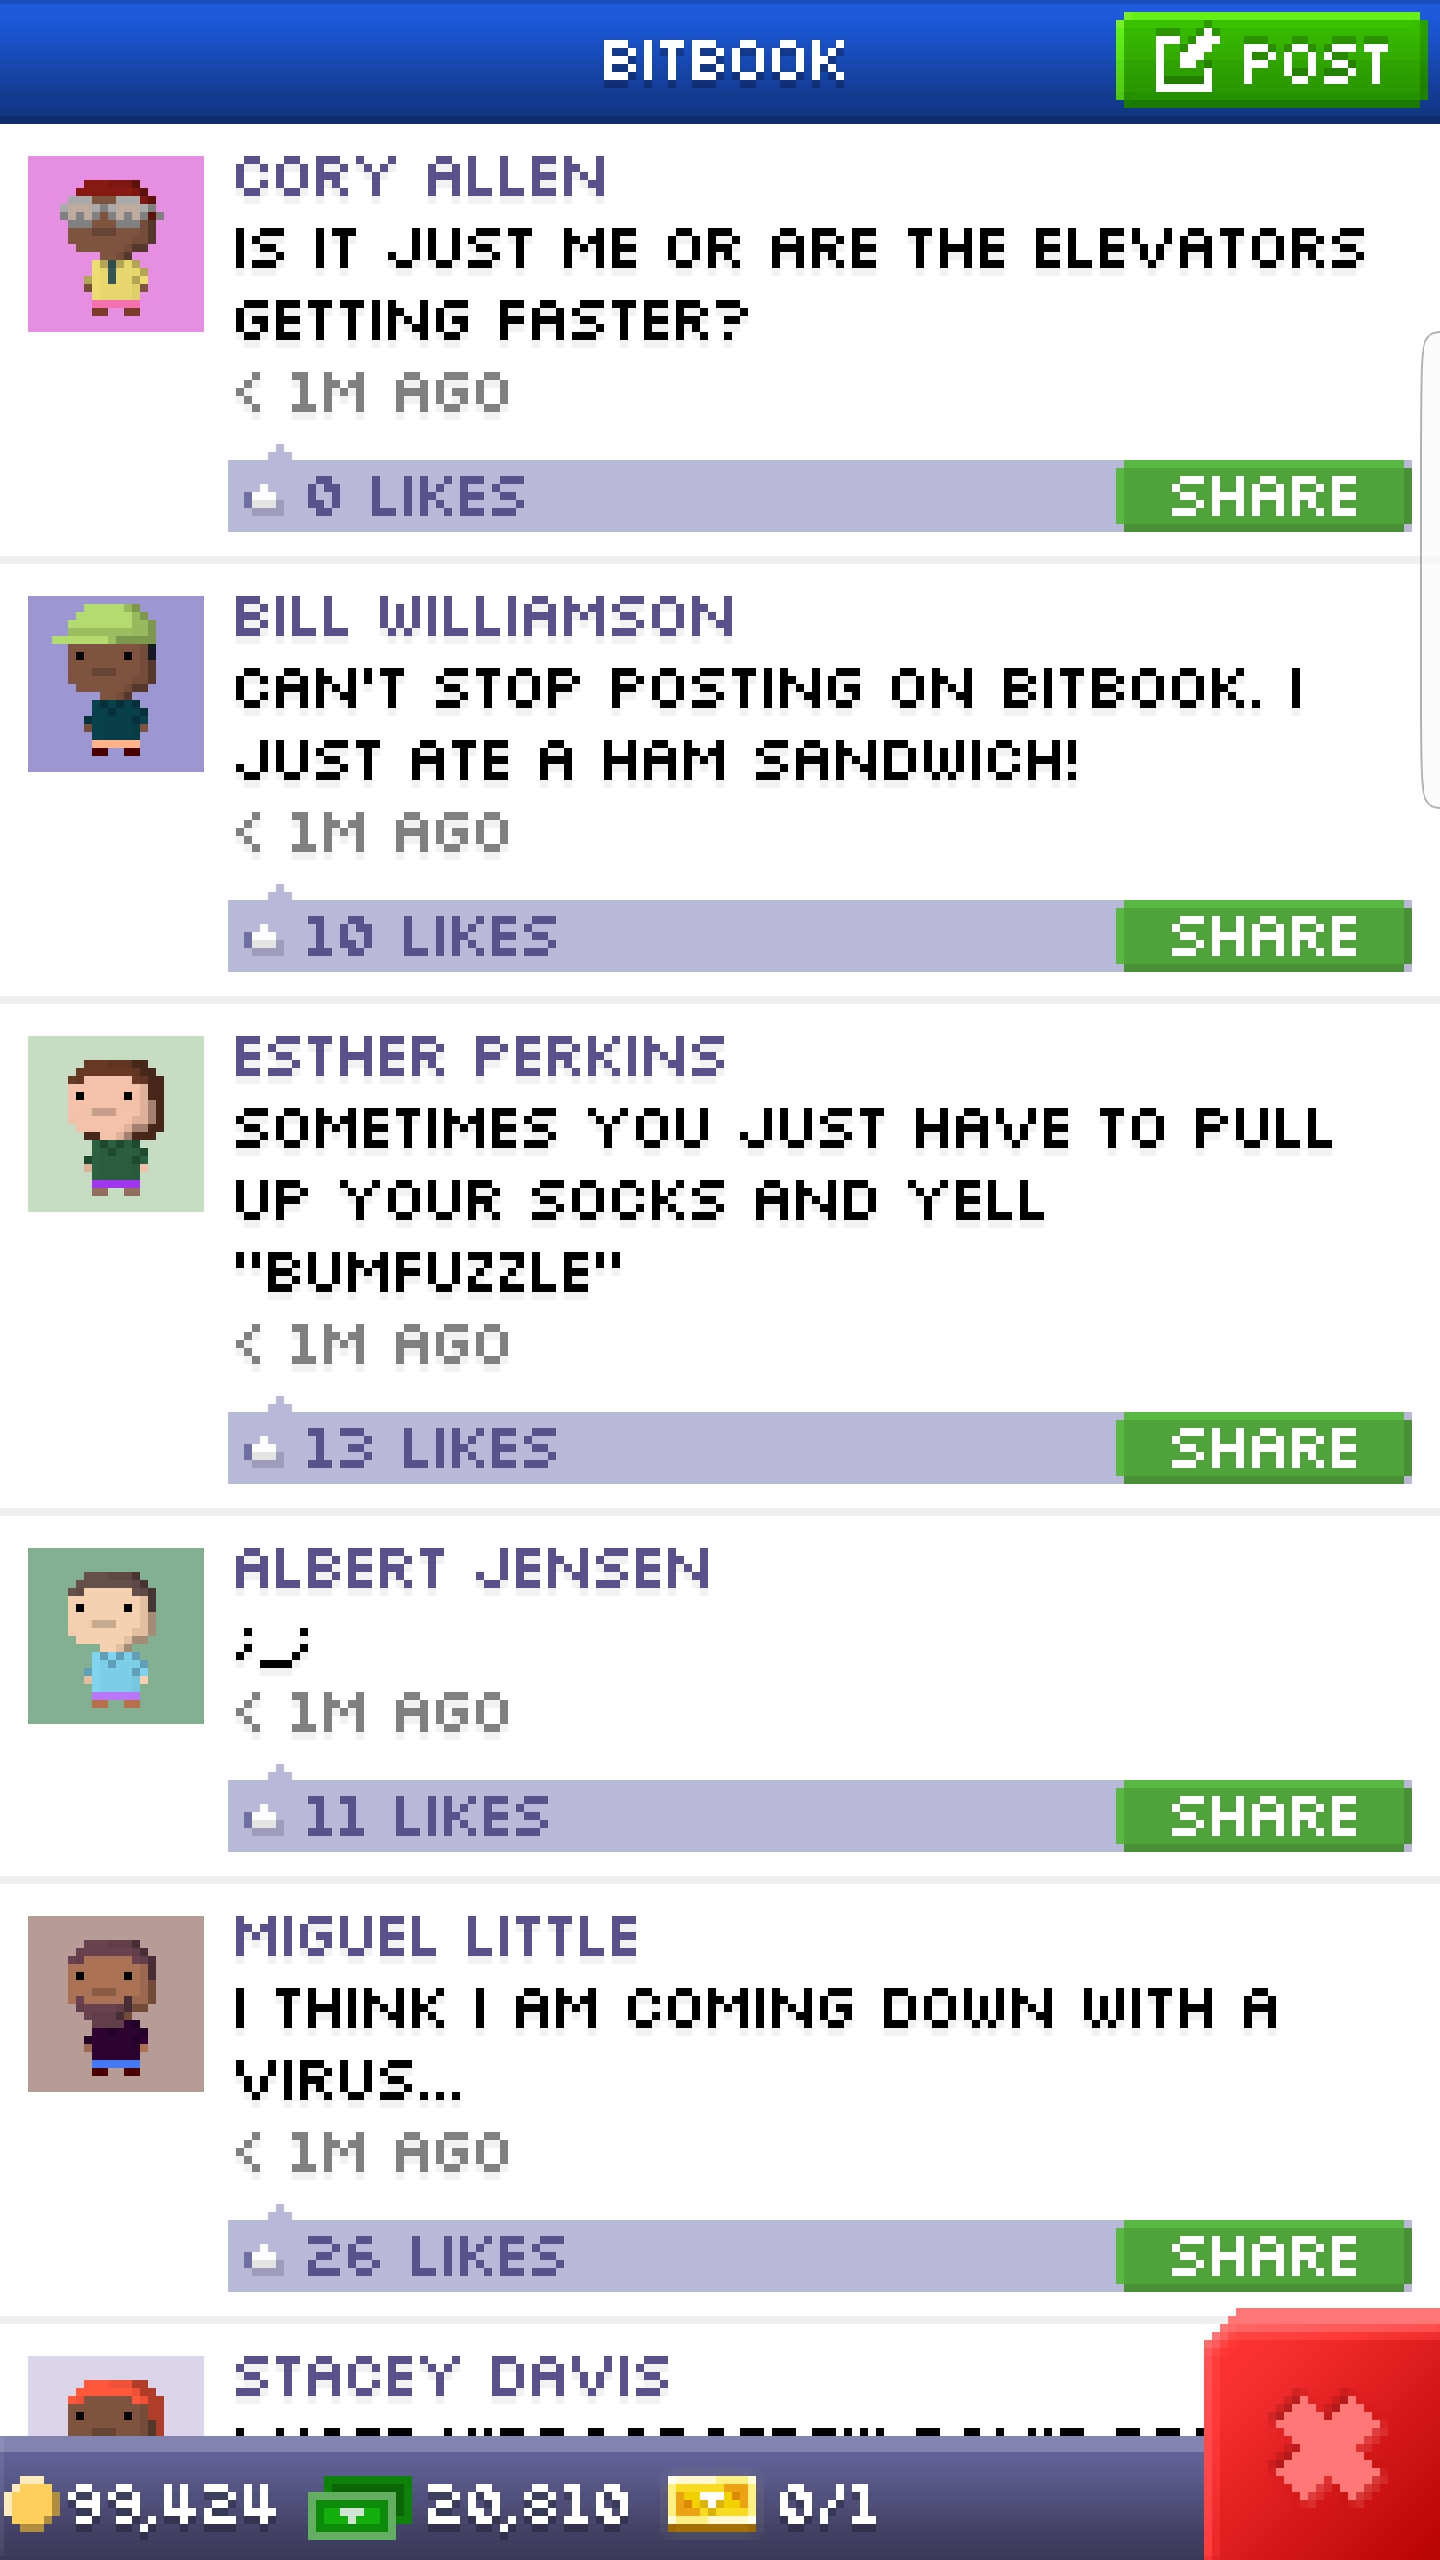 BITBOOK
POST
CORY ALLEN
IS IT JUST ME OR ARE THE ELEVATORS
GETTING FASTER?
< 1M AGO
0 LIKES
SHARE
BILL WILLIAMSON
CAN'T STOP POSTING ON BITBOOK. I
JUST ATE A HAM SANDWICH!
< 1M AGO
10 LIKES
SHARE
ESTHER PERKINS
SOMETIMES YOU JUST HAVE TO PULL
UP YOUR SOCKS AND YELL
"BUMFUZZLE"
< 1M AGO
13 LIKES
SHARE
ALBERT JENSEN
;_;
< 1M AGO
11 LIKES
SHARE
MIGUEL LITTLE
I THINK I AM COMING DOWN WITH A
VIRUS...
< 1M AGO
26 LIKES
SHARE
STACEY DAVIS
99,424
20,810
0/1